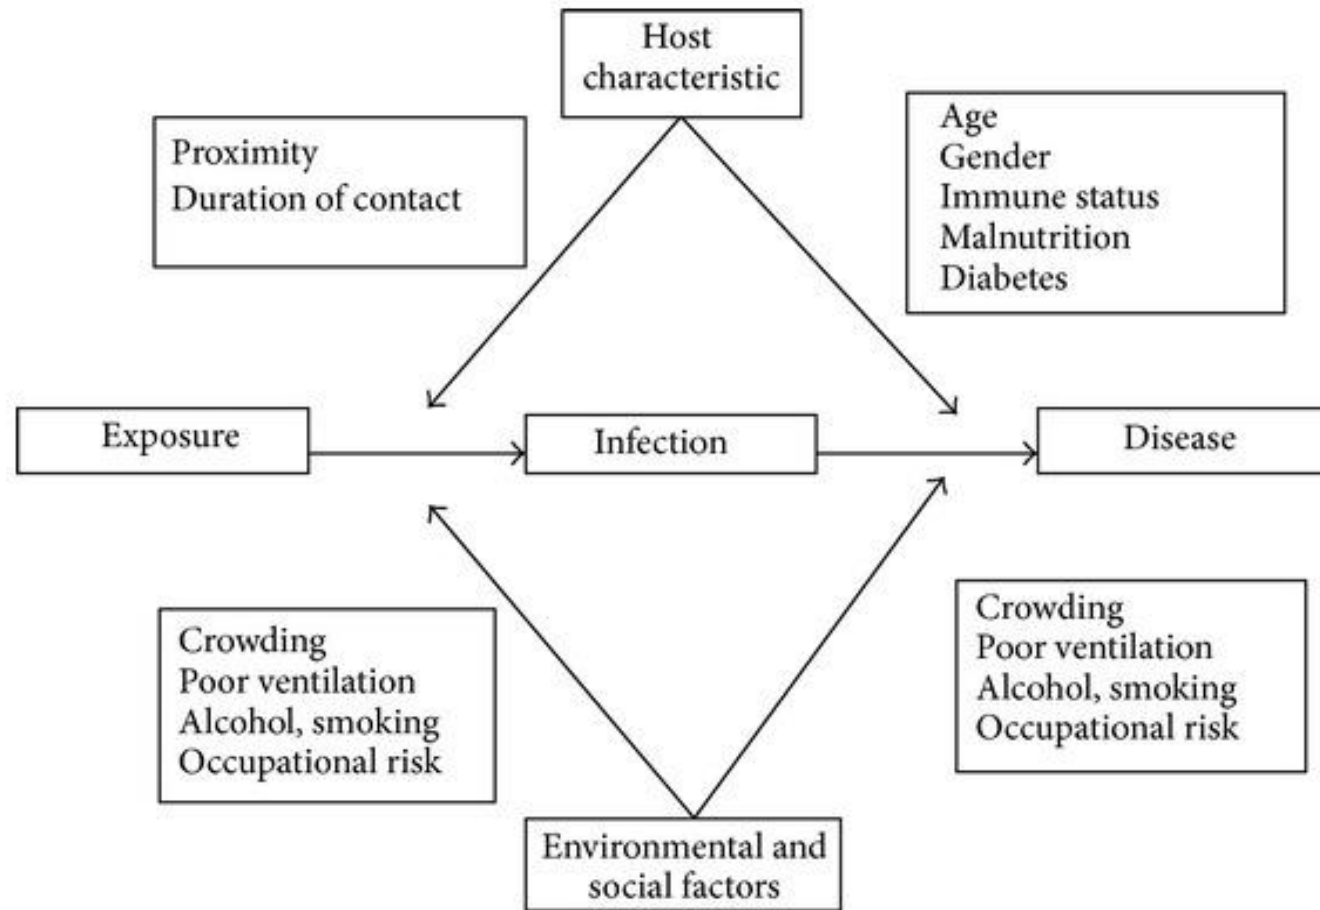 Host
characteristic
Proximity
Duration of contact
Age
Gender
Immune status
Malnutrition
Diabetes
Exposure
Infection
Disease
Crowding
Poor ventilation
Alcohol, smoking
Occupational risk
Crowding
Poor ventilation
Alcohol, smoking
Occupational risk
Environmental and
social factors